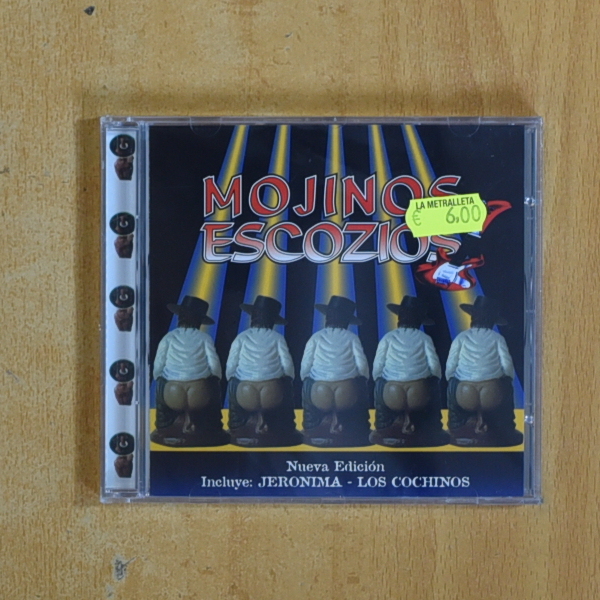 MOJINOS
ESCOZIOS
LA METRALLETA
€ 6,00
Nueva Edición
Incluye: JERONIMA - LOS COCHINOS